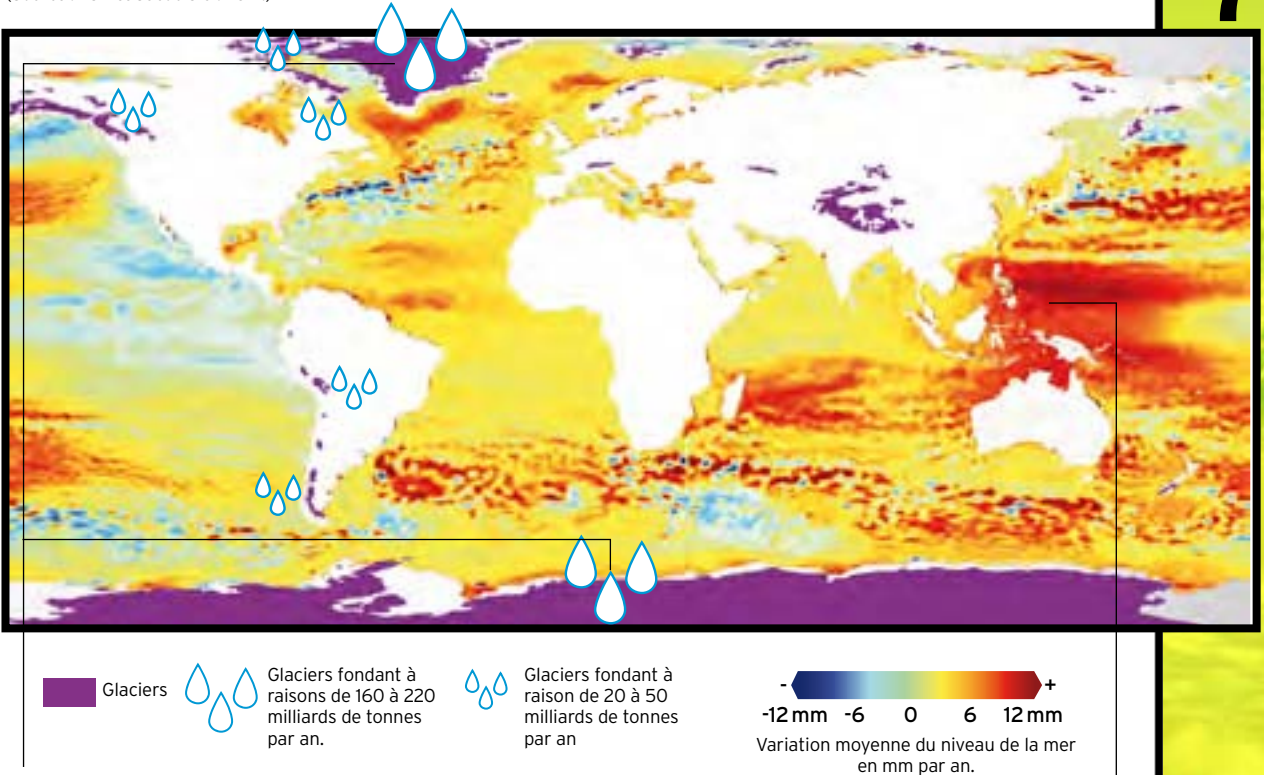 Glaciers
Glaciers fondant à
raisons de 160 à 220
milliards de tonnes
par an.
Glaciers fondant à
raison de 20 à 50
milliards de tonnes
par an
- +
-12 mm -6 0 6 12 mm
Variation moyenne du niveau de la mer
en mm par an.